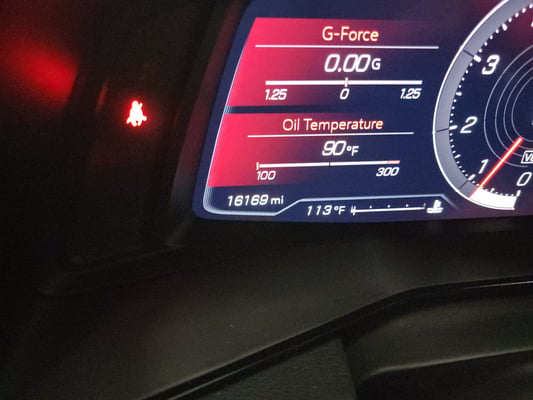 G-Force
0.00G
1.25 0 1.25
Oil Temperature
90°F
100 300
16169 mi
113°F
3
2
1
0